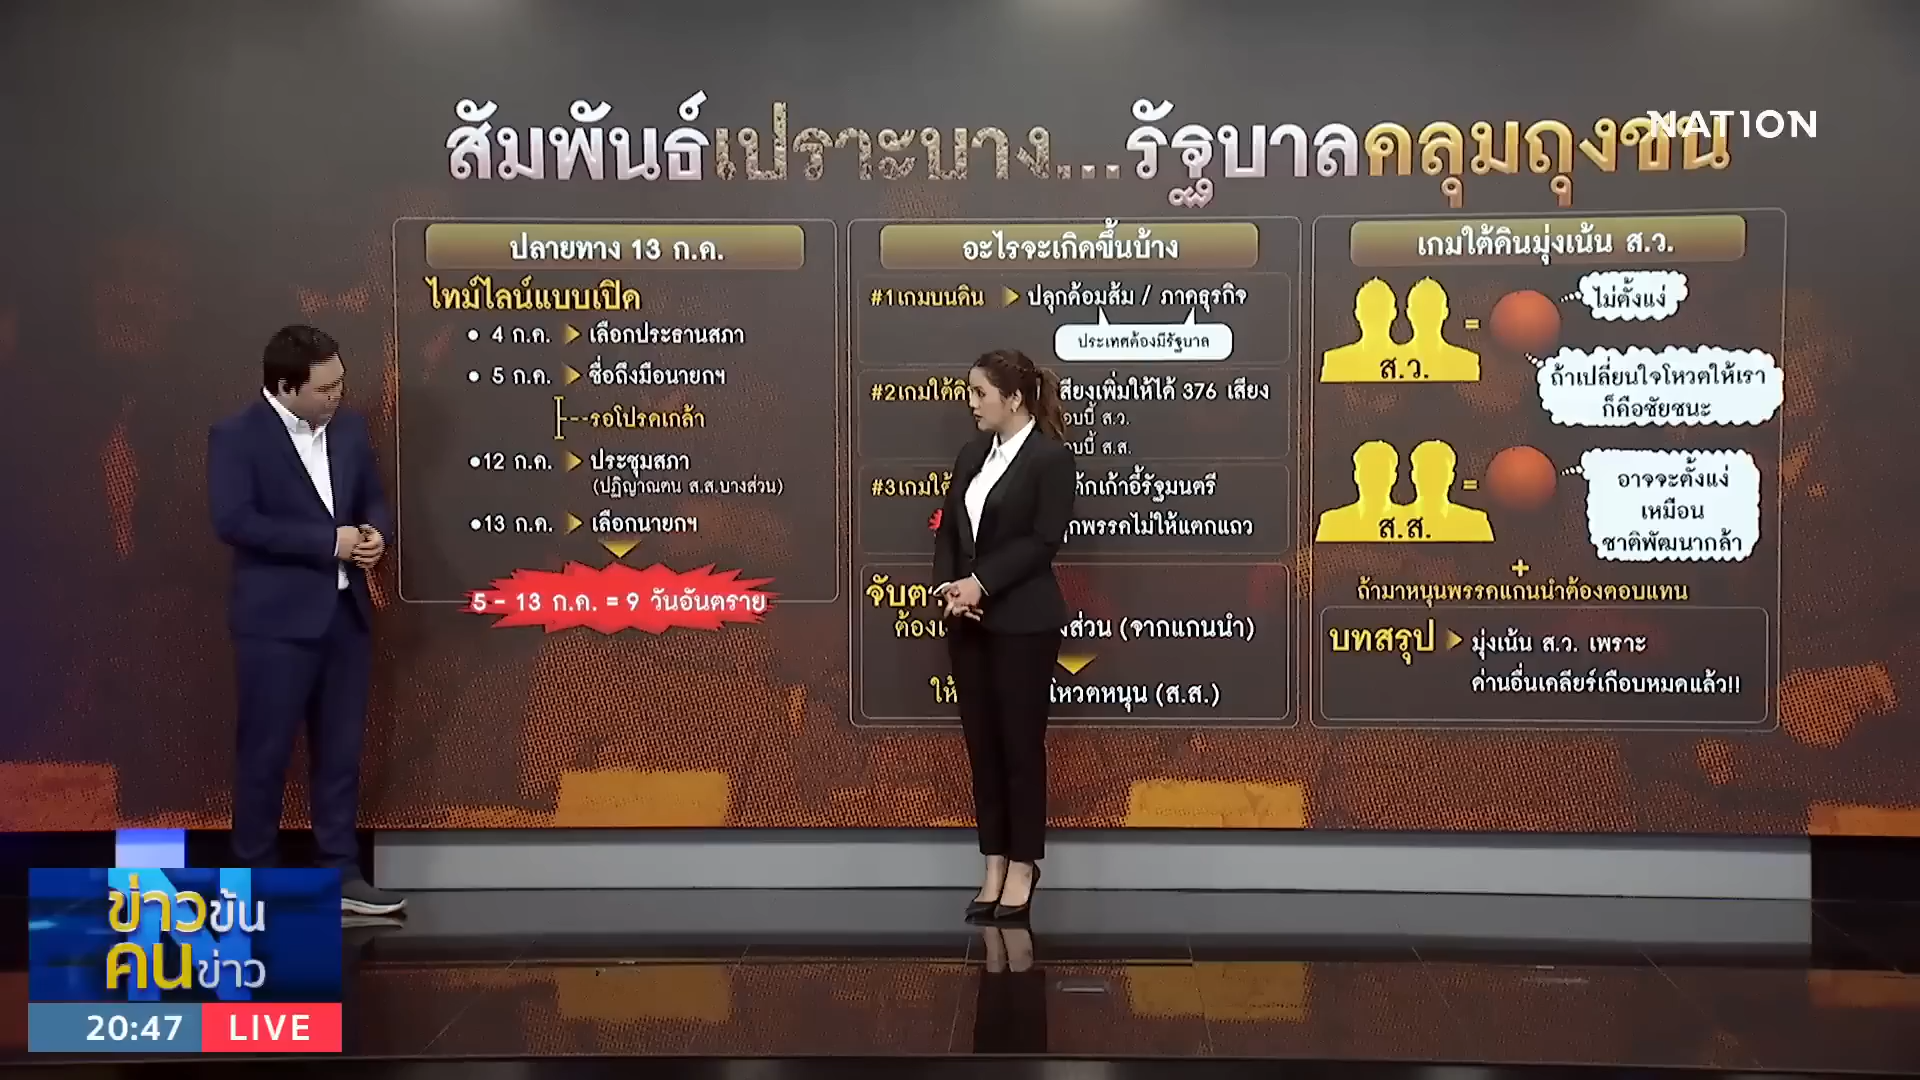 สัมพันธ์เปราะบาง...รัฐบาลคลุมถุงชน
NATION
ปลายทาง 13 ก.ค.
ไทม์ไลน์แบบเปิด
• 4 ก.ค. เลือกประธานสภา
• 5 ก.ค. ชื่อถึงมือนายกฯ
รอโปรดเกล้า
•12 ก.ค. ประชุมสภา
(ปฏิญาณตน ส.ส.บางส่วน)
•13 ก.ค. เลือกนายกฯ
5 - 13 ก.ค. = 9 วันอันตราย
อะไรจะเกิดขึ้นบ้าง
#1เกมบนดิน ปลุกด้อมส้ม / ภาคธุรกิจ
ประเทศต้องมีรัฐบาล
#2เกมใต้ดิน เสียงเพิ่มให้ได้ 376 เสียง
ส.ว.
ส.ส.
#3เกมใต้ เก้าอี้รัฐมนตรี
พรรคไม่ให้แตกแถว
จับต
ต้อง ส่วน (จากแกนนำ)
ให้ โหวตหนุน (ส.ส.)
เกมใต้ดินมุ่งเน้น ส.ว.
ไม่ตั้งแง่
ส.ว. =
ถ้าเปลี่ยนใจโหวตให้เรา
ก็คือชัยชนะ
ส.ส. =
อาจจะตั้งแง่
เหมือน
ชาติพัฒนากล้า
+
ถ้ามาหนุนพรรคแกนนำต้องตอบแทน
บทสรุป มุ่งเน้น ส.ว. เพราะ
ด่านอื่นเคลียร์เกือบหมดแล้ว!!
ข่าวข้น
คนข่าว
20:47 LIVE